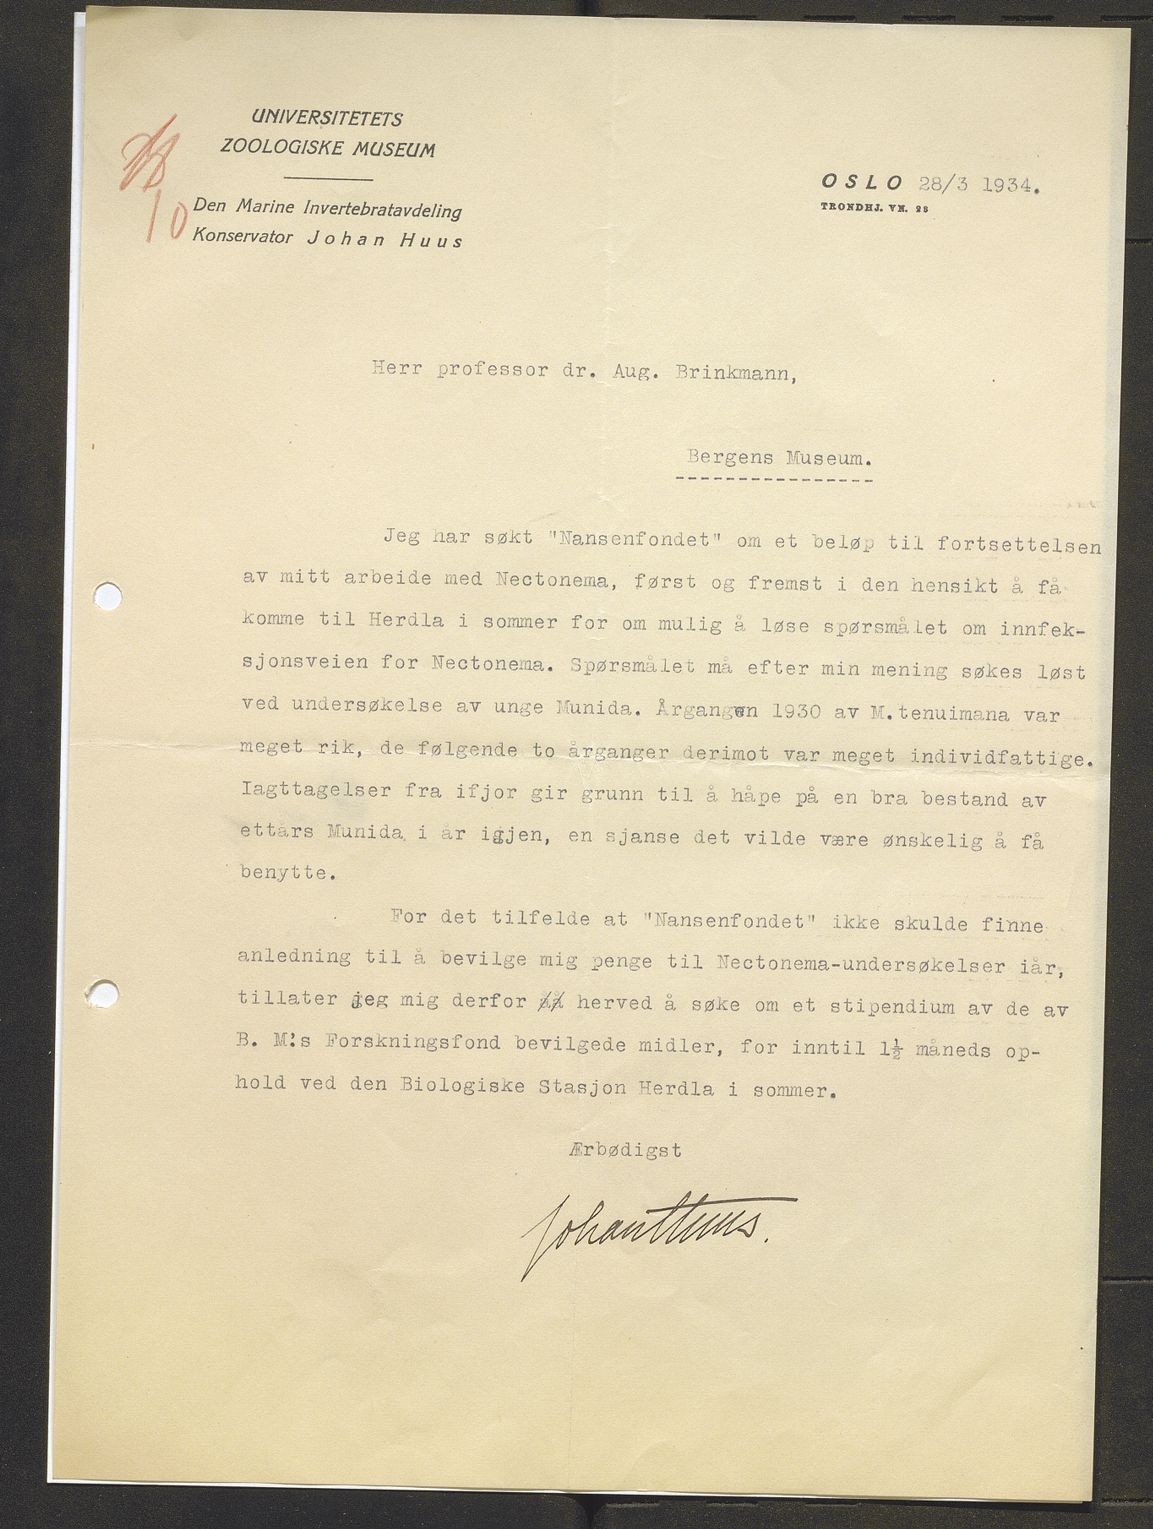 UNIVERSITETETS
ZOOLOGISKE MUSEUM
Den Marine Invertebratavdeling
Konservator Johan Huus
10
OSLO 28/3 1934.
TRONDHJ. VN. 23
Herr professor dr. Aug. Brinkmann,
Bergens Museum.
Jeg har søkt "Nansenfondet" om et beløp til fortsettelsen
av mitt arbeide med Nectonema, først og fremst i den hensikt å få
komme til Herdla i sommer for om mulig å løse spørsmålet om innfek-
sjonsveien for Nectonema. Spørsmålet må efter min mening søkes løst
ved undersøkelse av unge Munida. Årgangen 1930 av M.tenuimana var
meget rik, de følgende to årganger derimot var meget individfattige.
Iagttagelser fra ifjor gir grunn til å håpe på en bra bestand av
ettårs Munida i år igjen, en sjanse det vilde være ønskelig å få
benytte.
For det tilfelde at "Nansenfondet" ikke skulde finne
anledning til å bevilge mig penge til Nectonema-undersøkelser iår,
tillater jeg mig derfor herved å søke om et stipendium av de av
B. M.'s Forskningsfond bevilgede midler, for inntil 1½ måneds op-
hold ved den Biologiske Stasjon Herdla i sommer.
Ærbødigst
Johan Huus.